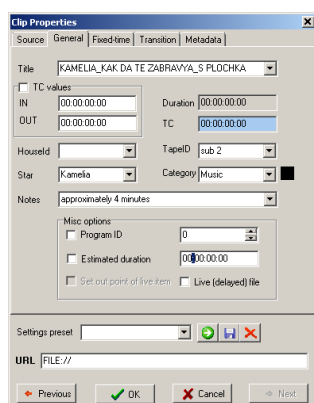 Clip Properties
Source General Fixed-time Transition Metadata
Title KAMELIA_KAK DA TE ZABRAVYA_S PLOCHKA
TC values
IN 00:00:00:00 Duration 00:00:00:00
OUT 00:00:00:00 TC 00:00:00:00
HouseId TapeID sub 2
Star Kamelia Category Music
Notes approximately 4 minutes
Misc options
Program ID 0
Estimated duration 00:00:00:00
Set out point of live item Live (delayed) file
Settings preset
URL FILE://
Previous OK Cancel Next